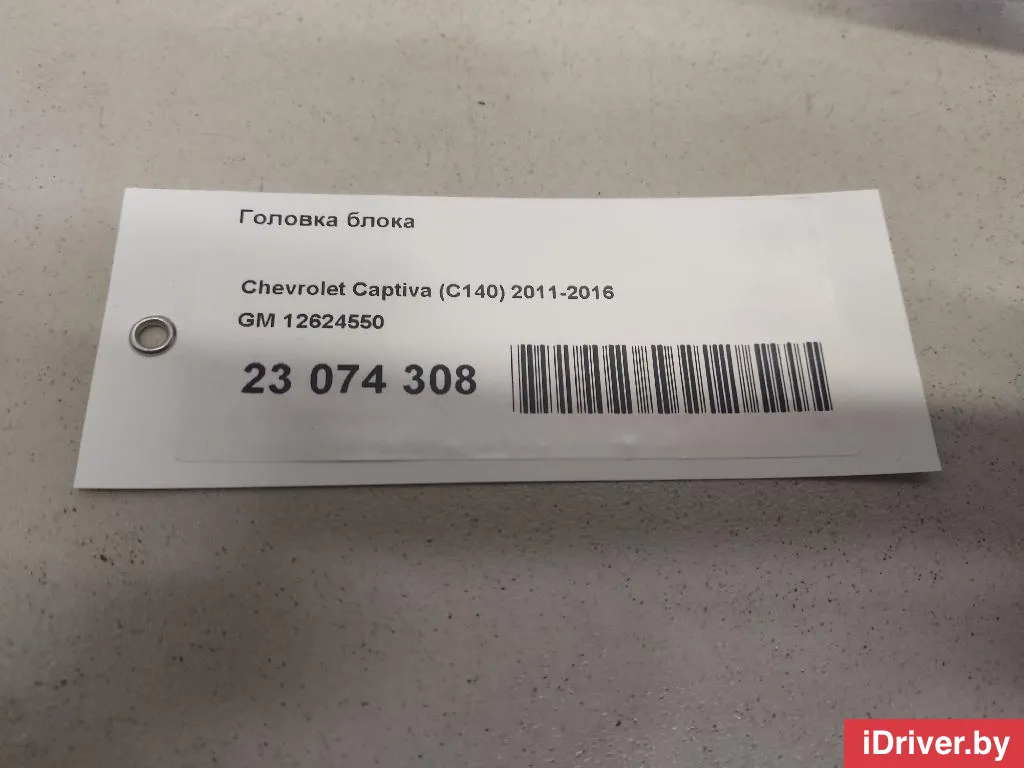 Головка блока
Chevrolet Captiva (C140) 2011-2016
GM 12624550
23 074 308
iDriver.by